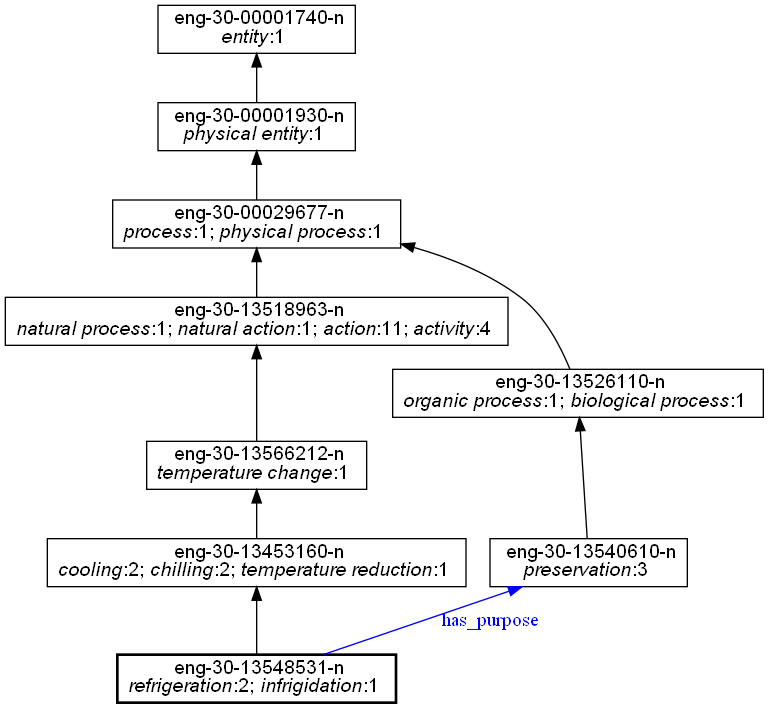 eng-30-00001740-n
entity:1
eng-30-00001930-n
physical entity:1
eng-30-00029677-n
process:1; physical process:1
eng-30-13518963-n
natural process:1; natural action:1; action:11; activity:4
eng-30-13526110-n
organic process:1; biological process:1
eng-30-13566212-n
temperature change:1
eng-30-13453160-n
cooling:2; chilling:2; temperature reduction:1
eng-30-13540610-n
preservation:3
has_purpose
eng-30-13548531-n
refrigeration:2; infrigidation:1